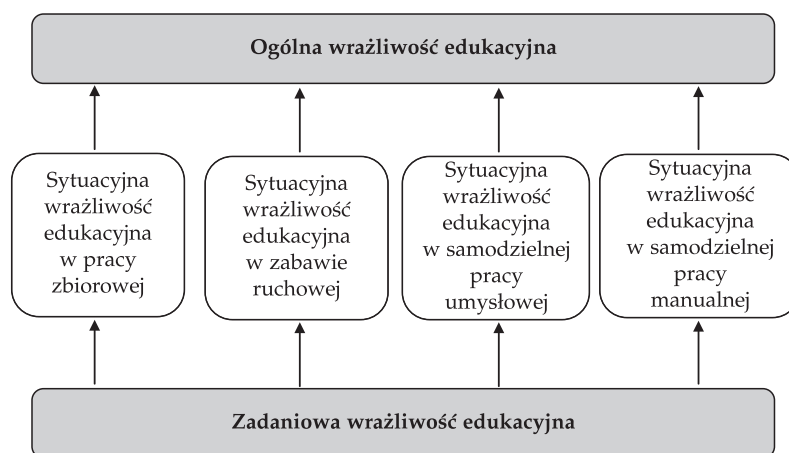 Ogólna wrażliwość edukacyjna
Sytuacyjna
wrażliwość
edukacyjna
w pracy
zbiorowej
Sytuacyjna
wrażliwość
edukacyjna
w zabawie
ruchowej
Sytuacyjna
wrażliwość
edukacyjna
w samodzielnej
pracy
umysłowej
Sytuacyjna
wrażliwość
edukacyjna
w samodzielnej
pracy
manualnej
Zadaniowa wrażliwość edukacyjna